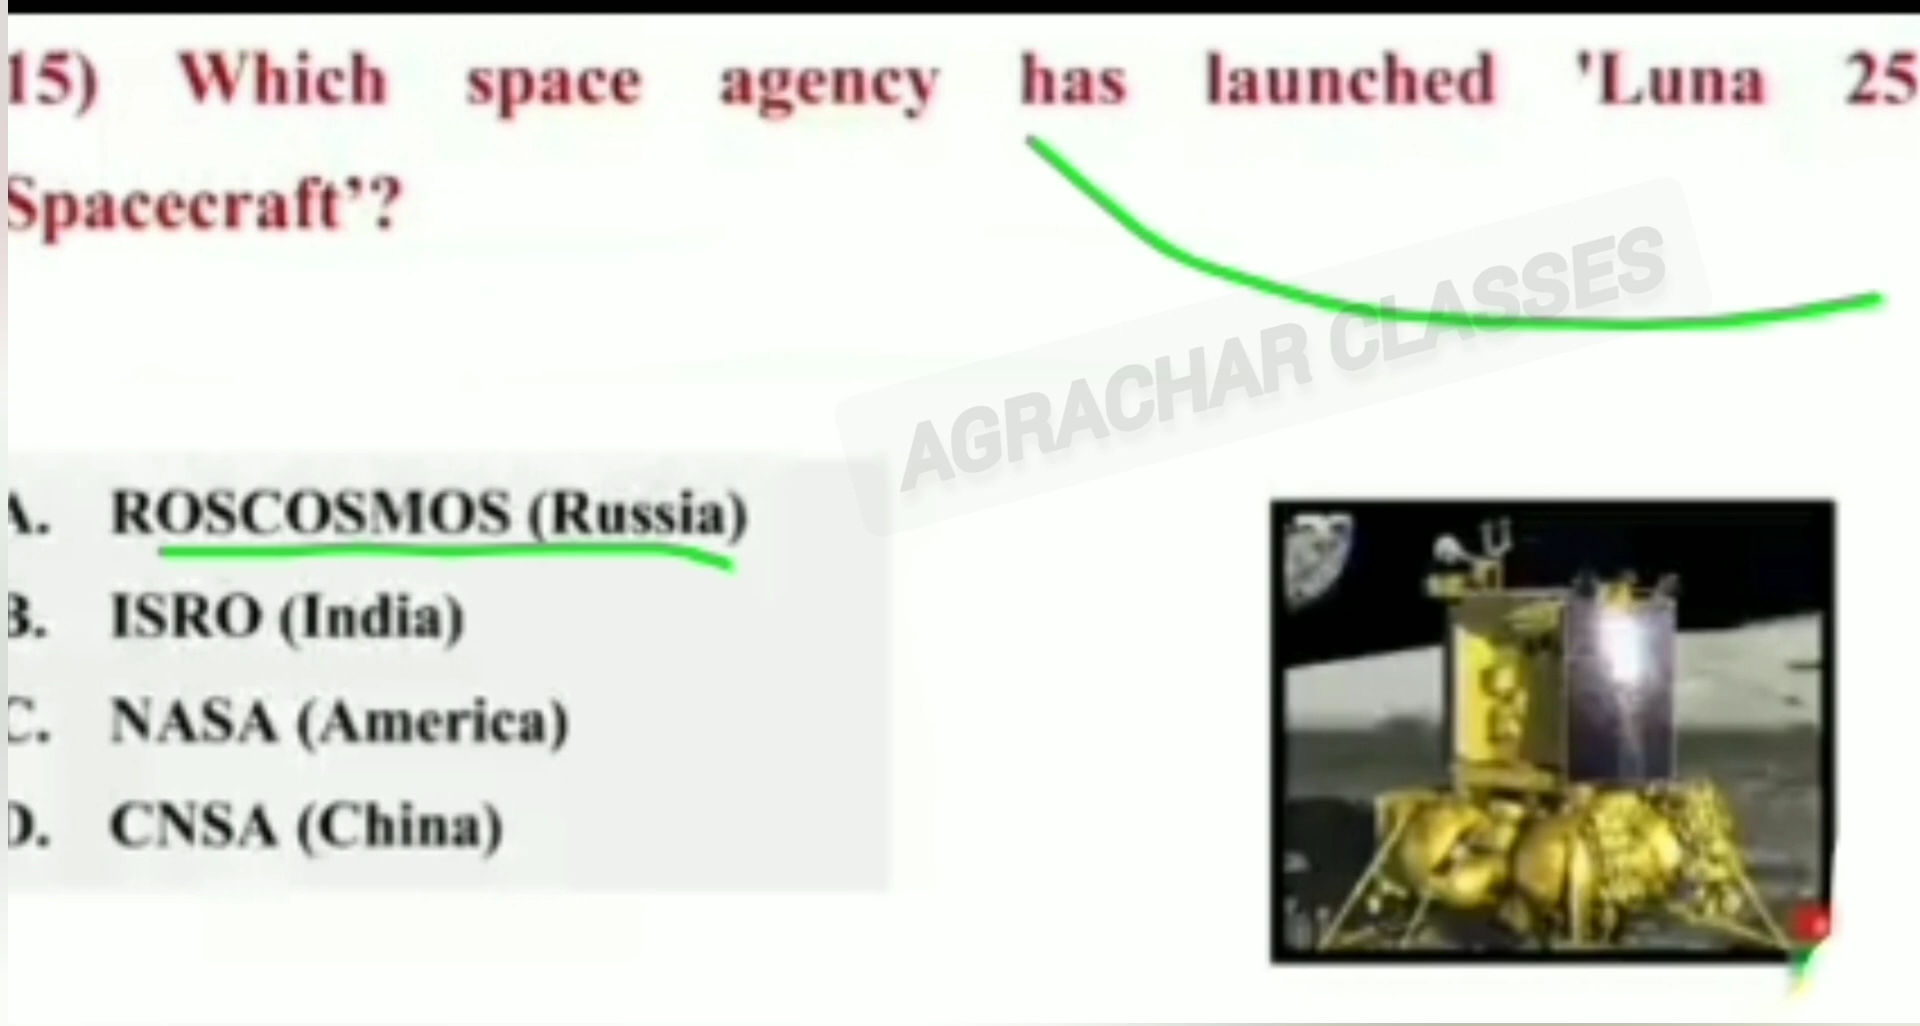 15) Which space agency has launched 'Luna 25
Spacecraft’?
AGRACHAR CLASSES
A. ROSCOSMOS (Russia)
B. ISRO (India)
C. NASA (America)
D. CNSA (China)